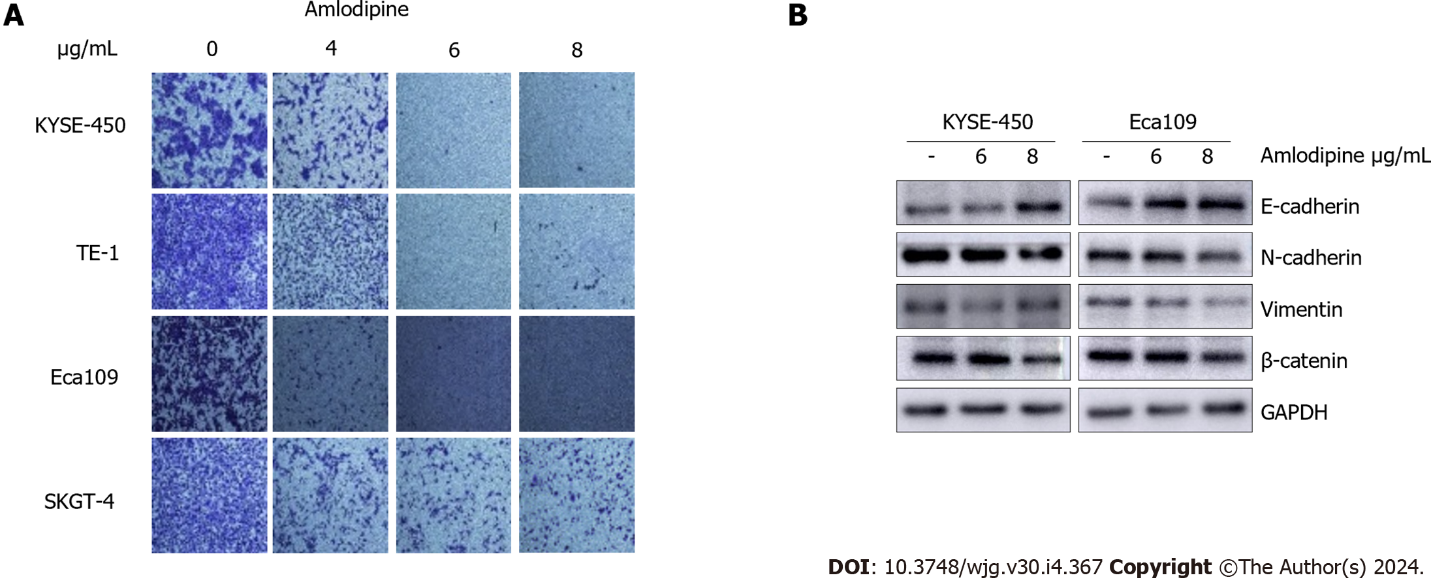 A
Amlodipine
µg/mL 0 4 6 8
KYSE-450
TE-1
Eca109
SKGT-4
B
KYSE-450 Eca109
- 6 8 - 6 8 Amlodipine µg/mL
E-cadherin
N-cadherin
Vimentin
β-catenin
GAPDH
DOI: 10.3748/wjg.v30.i4.367 Copyright ©The Author(s) 2024.